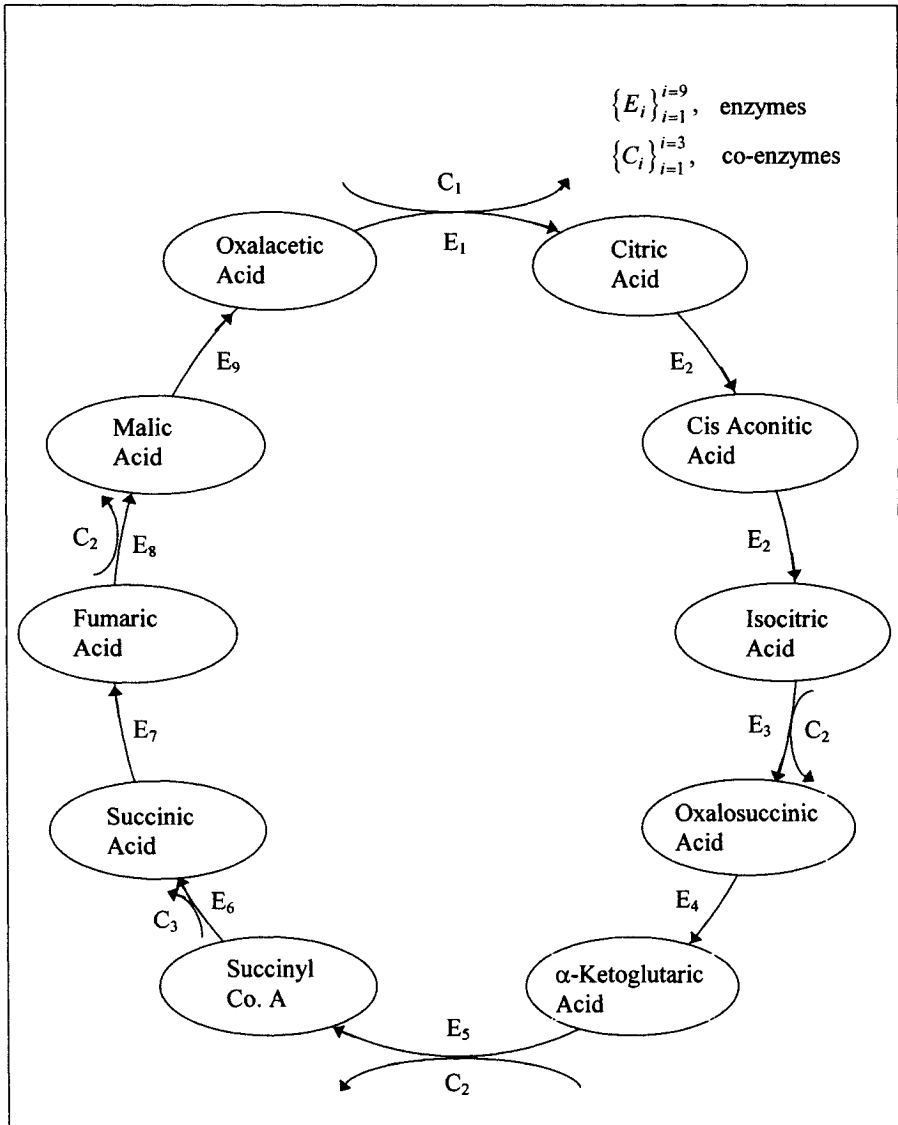 {E_i}_{i=1}^{i=9}, enzymes
{C_i}_{i=1}^{i=3}, co-enzymes
C₁
E₁
Oxalacetic
Acid
Citric
Acid
E₉
E₂
Malic
Acid
Cis Aconitic
Acid
C₂
E₈
E₂
Fumaric
Acid
Isocitric
Acid
E₇
E₃
C₂
Succinic
Acid
Oxalosuccinic
Acid
C₃
E₆
E₄
Succinyl
Co. A
α-Ketoglutaric
Acid
E₅
C₂